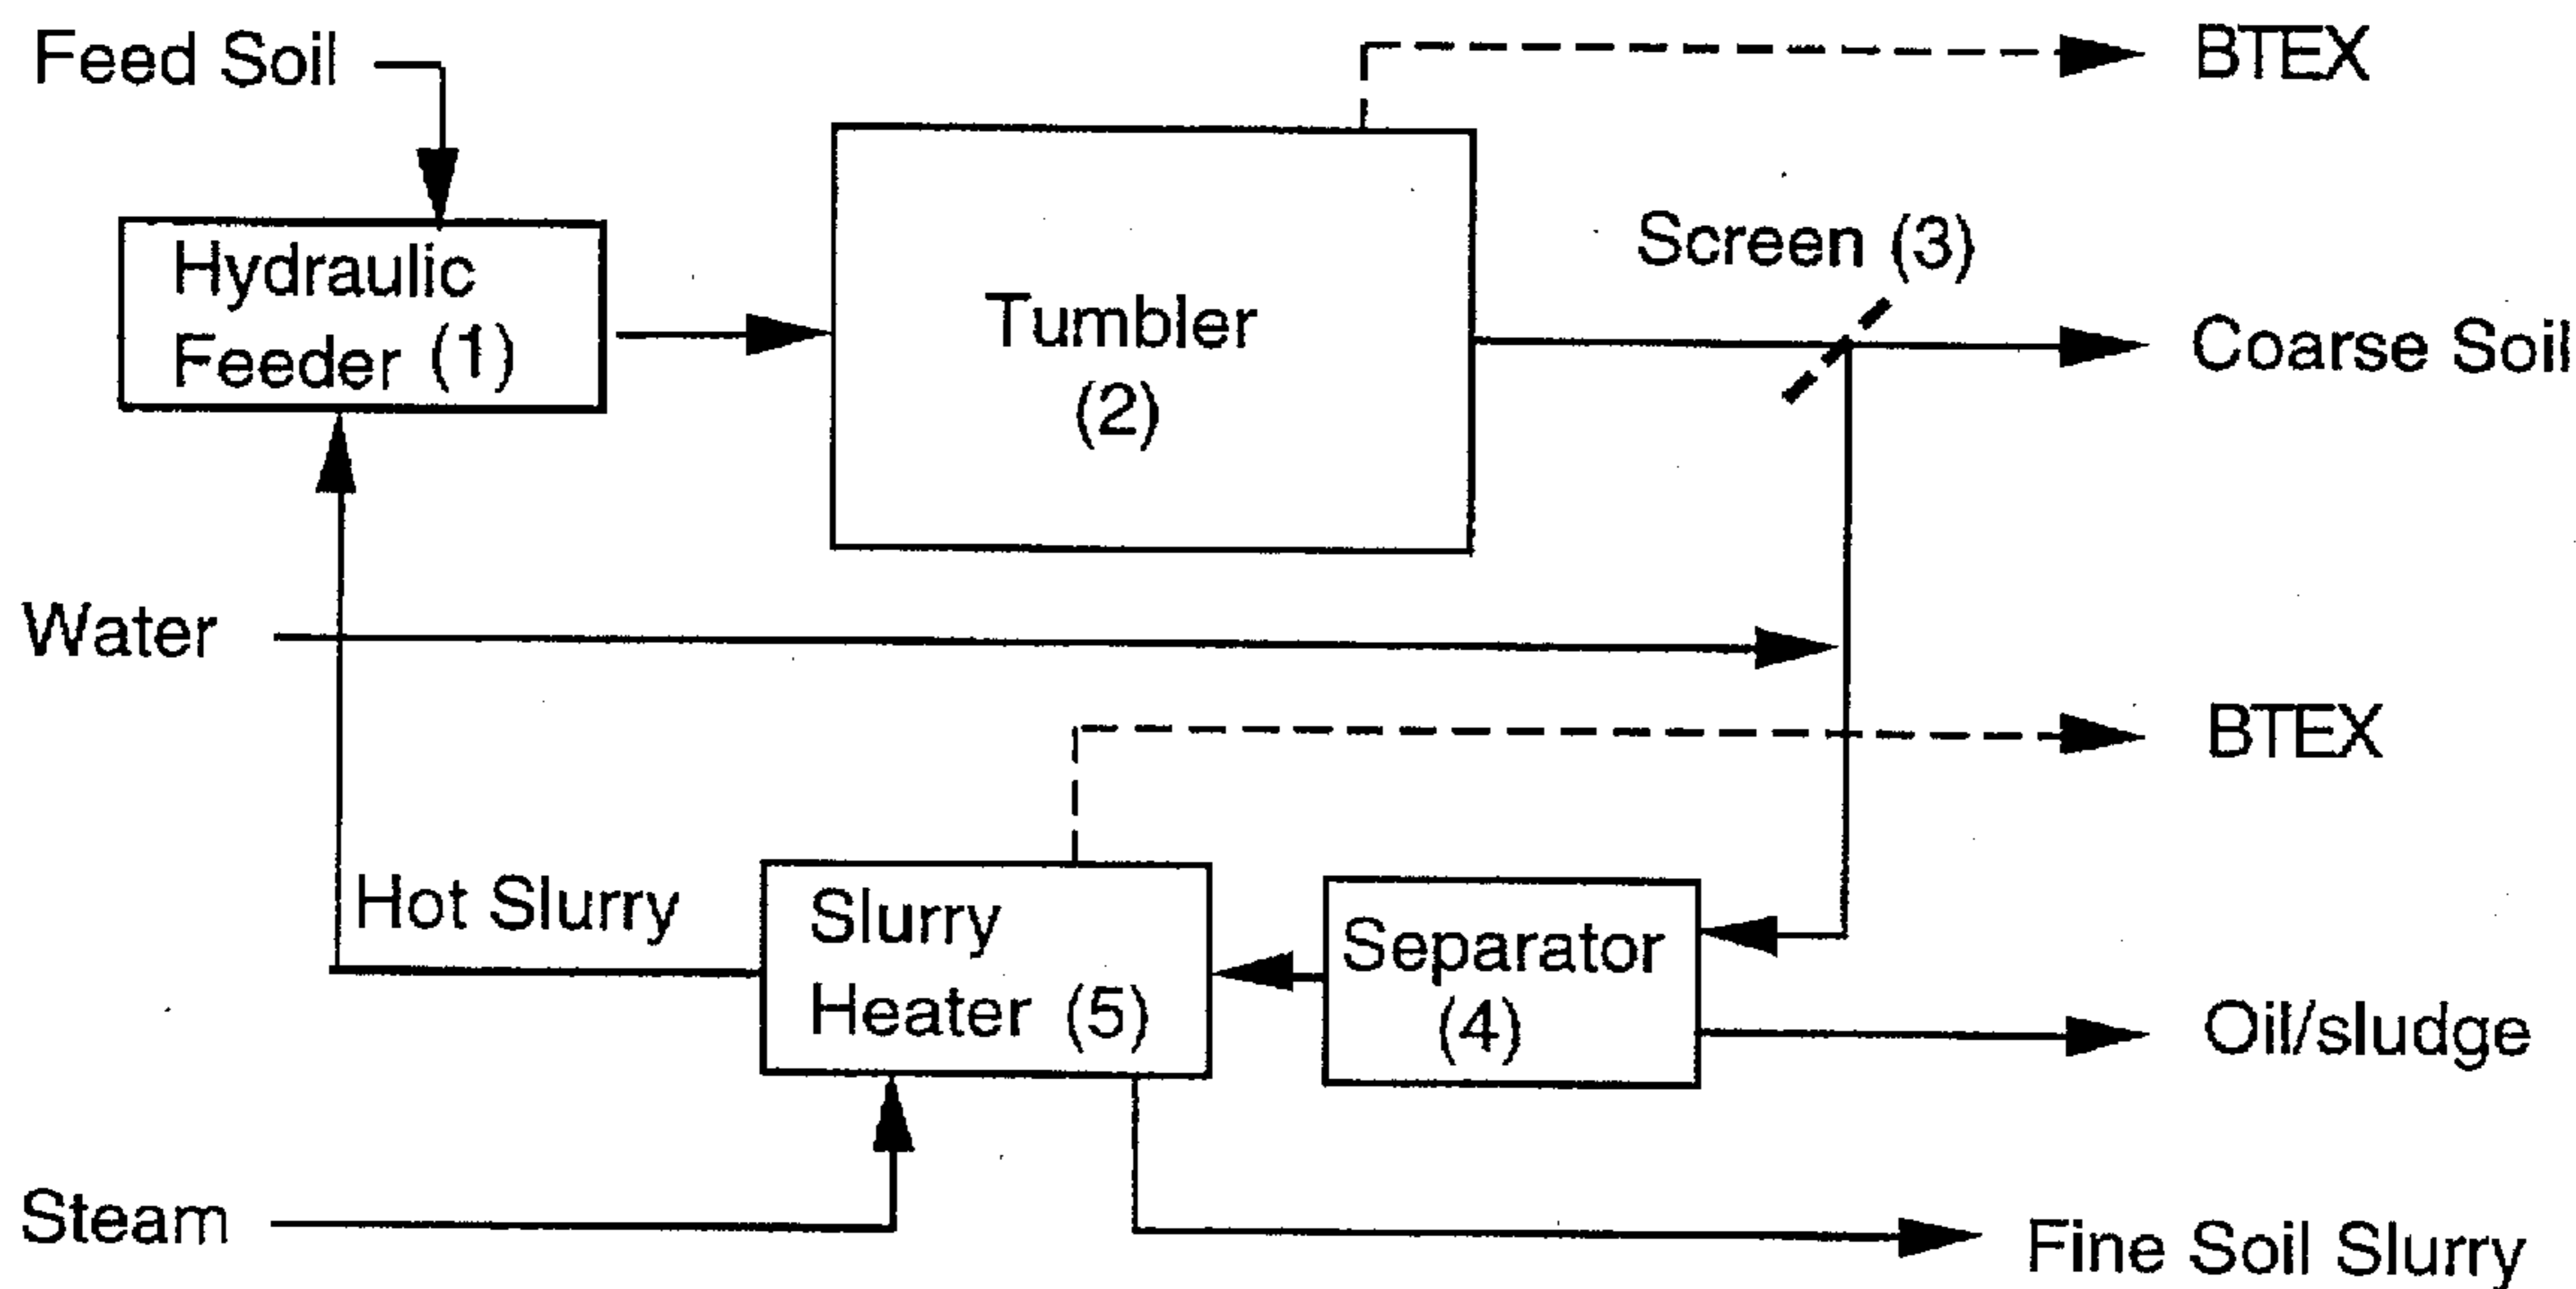 Feed Soil
BTEX
Hydraulic
Feeder (1)
Tumbler
(2)
Screen (3)
Coarse Soil
Water
BTEX
Hot Slurry
Slurry
Heater (5)
Separator
(4)
Oil/sludge
Steam
Fine Soil Slurry